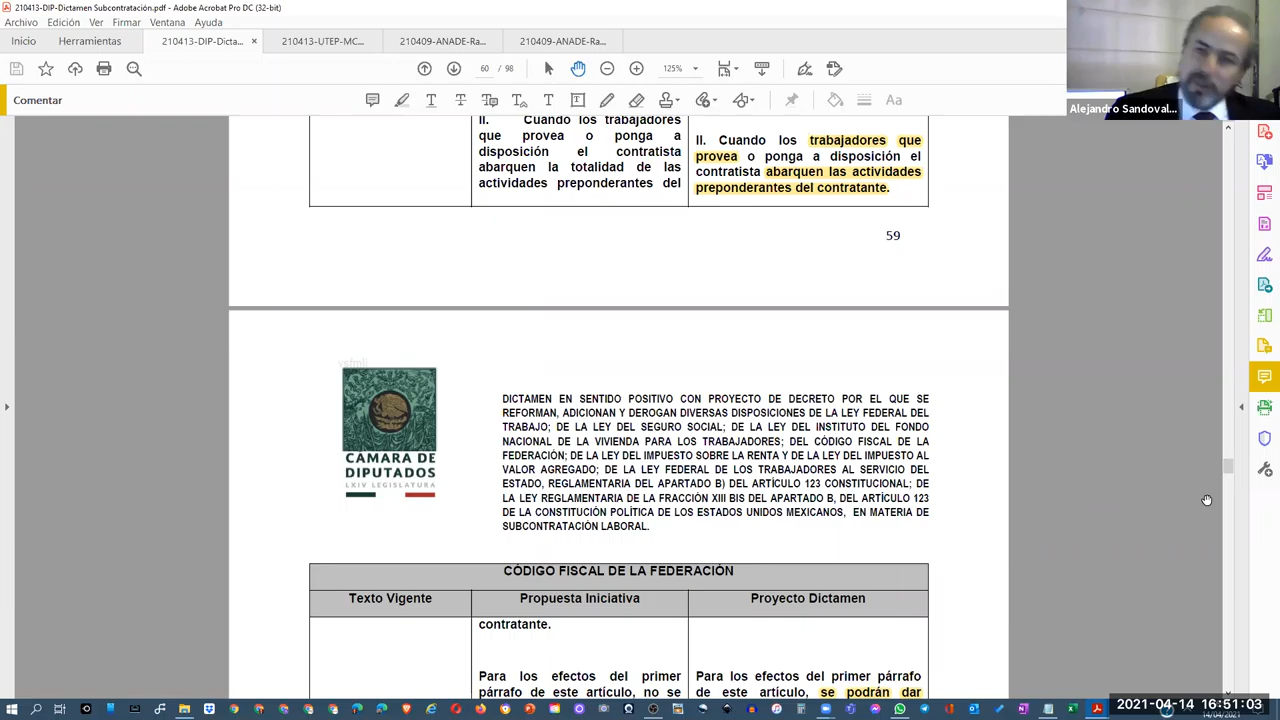 210413-DIP-Dictamen Subcontratación.pdf - Adobe Acrobat Pro DC (32-bit)
Archivo Edición Ver Firmar Ventana Ayuda
Inicio Herramientas 210413-DIP-Dicta... × 210413-UTEP-MC... 210409-ANADE-Ra... 210409-ANADE-Ra...
60 / 98 125%
Comentar
Aa
Alejandro Sandoval...
II. Cuando los trabajadores
que provea o ponga a
disposición el contratista
abarquen la totalidad de las
actividades preponderantes del
II. Cuando los trabajadores que
provea o ponga a disposición el
contratista abarquen las actividades
preponderantes del contratante.
59
vsfmlj
CÁMARA DE
DIPUTADOS
LXIV LEGISLATURA
DICTAMEN EN SENTIDO POSITIVO CON PROYECTO DE DECRETO POR EL QUE SE
REFORMAN, ADICIONAN Y DEROGAN DIVERSAS DISPOSICIONES DE LA LEY FEDERAL DEL
TRABAJO; DE LA LEY DEL SEGURO SOCIAL; DE LA LEY DEL INSTITUTO DEL FONDO
NACIONAL DE LA VIVIENDA PARA LOS TRABAJADORES; DEL CÓDIGO FISCAL DE LA
FEDERACIÓN; DE LA LEY DEL IMPUESTO SOBRE LA RENTA Y DE LA LEY DEL IMPUESTO AL
VALOR AGREGADO; DE LA LEY FEDERAL DE LOS TRABAJADORES AL SERVICIO DEL
ESTADO, REGLAMENTARIA DEL APARTADO B) DEL ARTÍCULO 123 CONSTITUCIONAL; DE
LA LEY REGLAMENTARIA DE LA FRACCIÓN XIII BIS DEL APARTADO B, DEL ARTÍCULO 123
DE LA CONSTITUCIÓN POLÍTICA DE LOS ESTADOS UNIDOS MEXICANOS, EN MATERIA DE
SUBCONTRATACIÓN LABORAL.
CÓDIGO FISCAL DE LA FEDERACIÓN
Texto Vigente Propuesta Iniciativa Proyecto Dictamen
contratante.
Para los efectos del primer
párrafo de este artículo, no se
Para los efectos del primer párrafo
de este artículo, se podrán dar
2021-04-14 16:51:03
14/04/2021